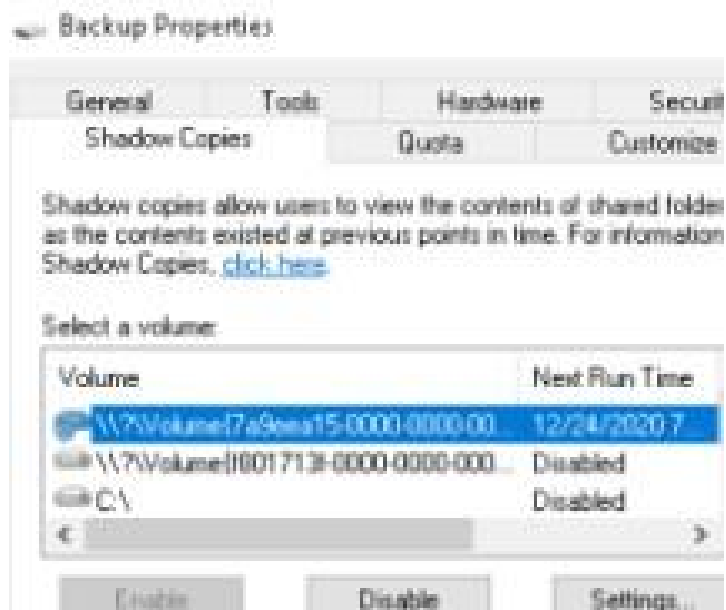 Backup Properties
General Tools Hardware Securit
Shadow Copies Quota Customize
Shadow copies allow users to view the contents of shared folder
as the contents existed at previous points in time. For information
Shadow Copies, click here.
Select a volume:
Volume Next Run Time
12/24/2020 7...
Disabled
C:\ Disabled
Enable Disable Settings...